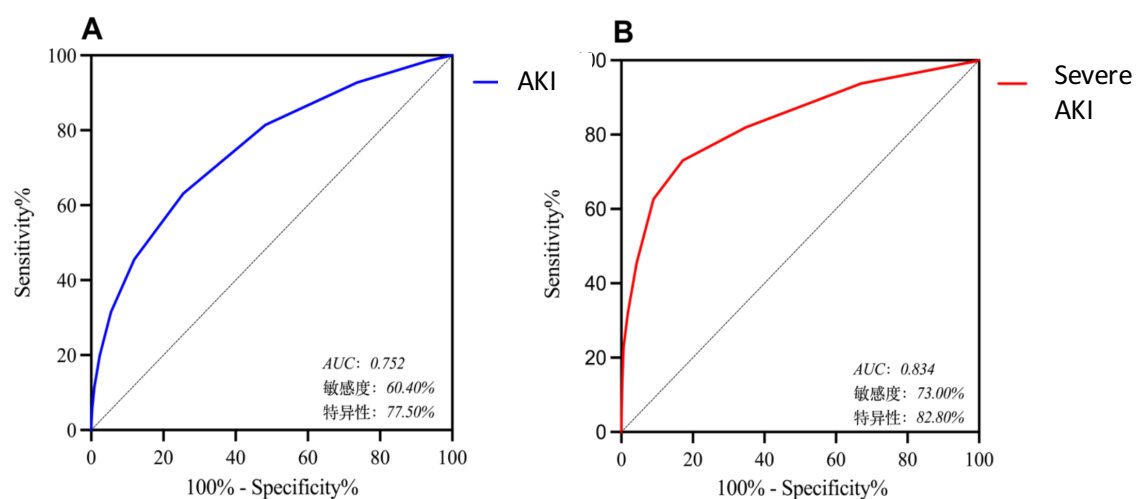 A
100
80
60
40
20
0
Sensitivity%
0 20 40 60 80 100
100% - Specificity%
AKI
AUC: 0.752
敏感度: 60.40%
特异性: 77.50%
B
80
60
40
20
0
Sensitivity%
0 20 40 60 80 100
100% - Specificity%
Severe
AKI
AUC: 0.834
敏感度: 73.00%
特异性: 82.80%